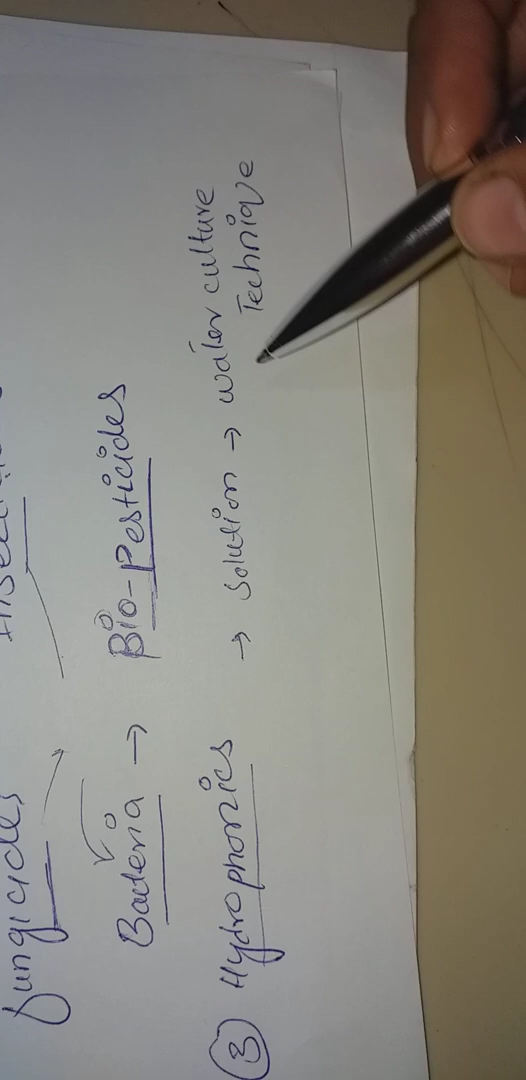 fungicides
Bacteria → Bio-Pesticides
③ Hydrophonics → Solution → water culture
Technique